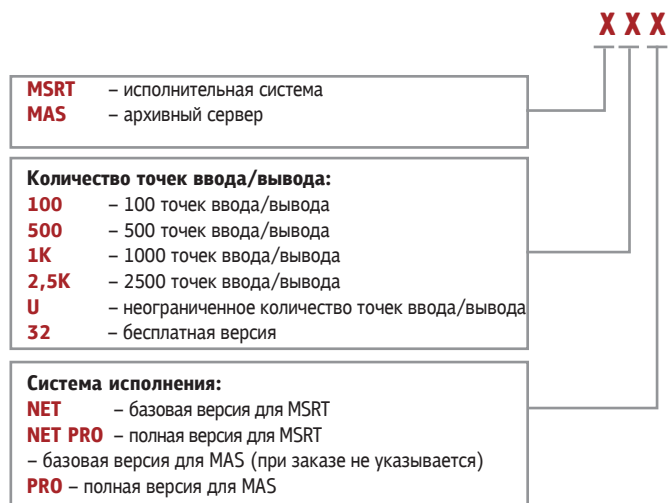 X X X
MSRT – исполнительная система
MAS – архивный сервер
Количество точек ввода/вывода:
100 – 100 точек ввода/вывода
500 – 500 точек ввода/вывода
1K – 1000 точек ввода/вывода
2,5K – 2500 точек ввода/вывода
U – неограниченное количество точек ввода/вывода
32 – бесплатная версия
Система исполнения:
NET – базовая версия для MSRT
NET PRO – полная версия для MSRT
– базовая версия для MAS (при заказе не указывается)
PRO – полная версия для MAS